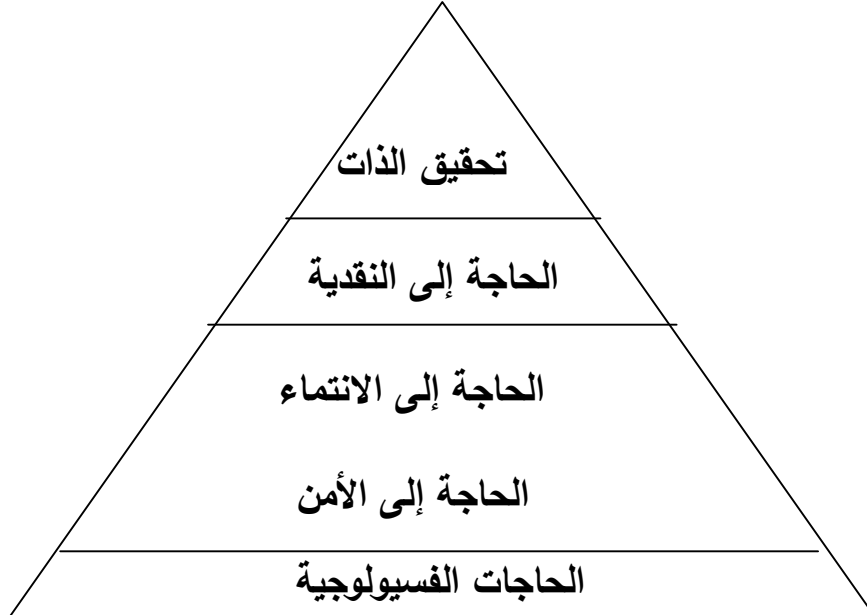 تحقيق الذات
الحاجة إلى النقدية
الحاجة إلى الانتماء
الحاجة إلى الأمن
الحاجات الفسيولوجية